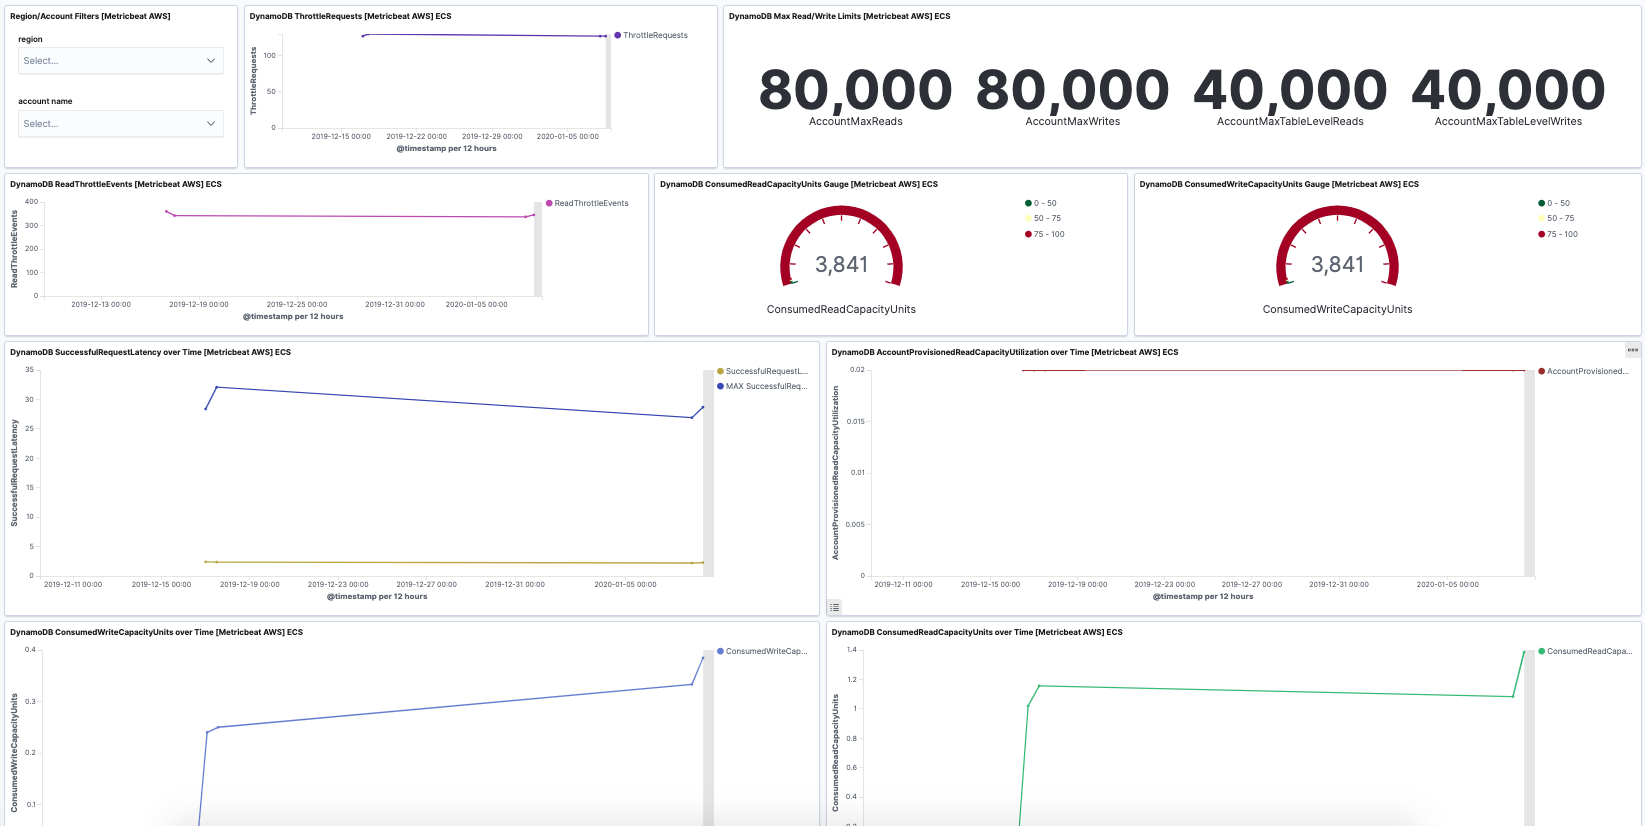 Region/Account Filters [Metricbeat AWS]
region
Select...
account name
Select...
DynamoDB ThrottleRequests [Metricbeat AWS] ECS
ThrottleRequests
100
50
0
2019-12-15 00:00
2019-12-22 00:00
2019-12-29 00:00
2020-01-05 00:00
@timestamp per 12 hours
ThrottleRequests
DynamoDB Max Read/Write Limits [Metricbeat AWS] ECS
80,000
AccountMaxReads
80,000
AccountMaxWrites
40,000
AccountMaxTableLevelReads
40,000
AccountMaxTableLevelWrites
DynamoDB ReadThrottleEvents [Metricbeat AWS] ECS
ReadThrottleEvents
400
300
200
100
0
2019-12-13 00:00
2019-12-19 00:00
2019-12-25 00:00
2019-12-31 00:00
2020-01-05 00:00
@timestamp per 12 hours
ReadThrottleEvents
DynamoDB ConsumedReadCapacityUnits Gauge [Metricbeat AWS] ECS
3,841
ConsumedReadCapacityUnits
0 - 50
50 - 75
75 - 100
DynamoDB ConsumedWriteCapacityUnits Gauge [Metricbeat AWS] ECS
3,841
ConsumedWriteCapacityUnits
0 - 50
50 - 75
75 - 100
DynamoDB SuccessfulRequestLatency over Time [Metricbeat AWS] ECS
SuccessfulRequestLatency
35
30
25
20
15
10
5
0
2019-12-11 00:00
2019-12-15 00:00
2019-12-19 00:00
2019-12-23 00:00
2019-12-27 00:00
2019-12-31 00:00
2020-01-05 00:00
@timestamp per 12 hours
SuccessfulRequestL...
MAX SuccessfulReq...
DynamoDB AccountProvisionedReadCapacityUtilization over Time [Metricbeat AWS] ECS
AccountProvisionedReadCapacityUtilization
0.02
0.015
0.01
0.005
0
2019-12-11 00:00
2019-12-15 00:00
2019-12-19 00:00
2019-12-23 00:00
2019-12-27 00:00
2019-12-31 00:00
2020-01-05 00:00
@timestamp per 12 hours
AccountProvisioned...
DynamoDB ConsumedWriteCapacityUnits over Time [Metricbeat AWS] ECS
ConsumedWriteCapacityUnits
0.4
0.3
0.2
0.1
ConsumedWriteCap...
DynamoDB ConsumedReadCapacityUnits over Time [Metricbeat AWS] ECS
ConsumedReadCapacityUnits
1.4
1.2
1
0.8
0.6
0.4
ConsumedReadCapa...